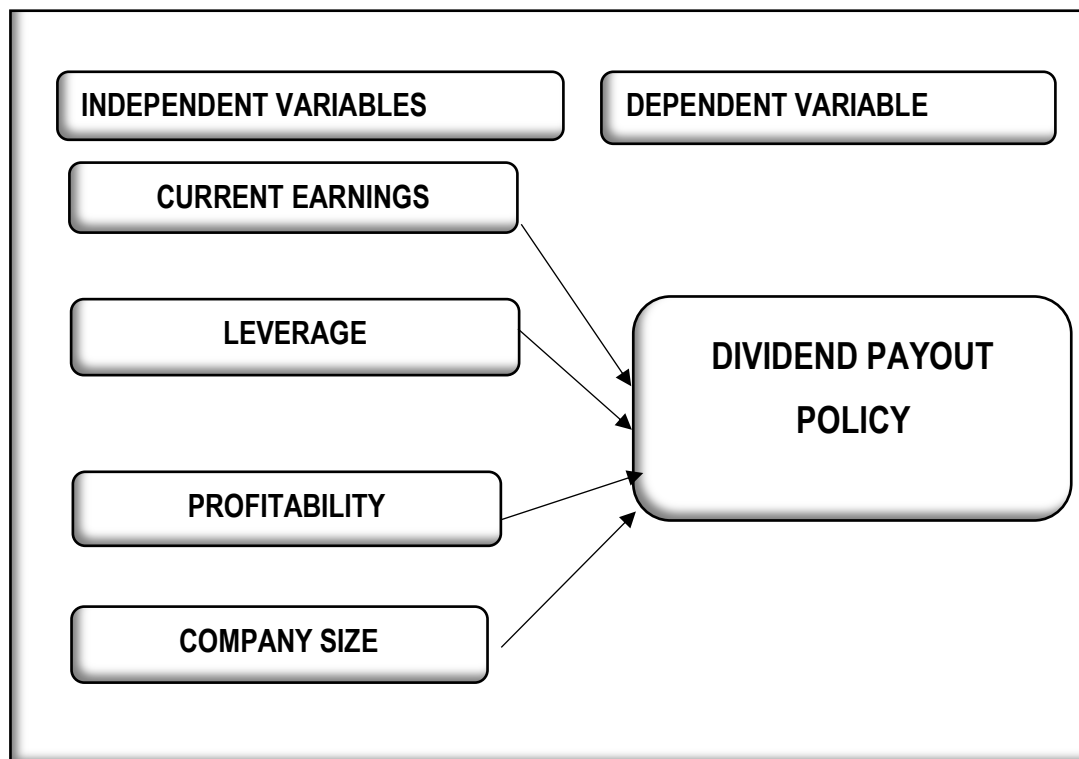 INDEPENDENT VARIABLES
DEPENDENT VARIABLE
CURRENT EARNINGS
LEVERAGE
DIVIDEND PAYOUT
POLICY
PROFITABILITY
COMPANY SIZE